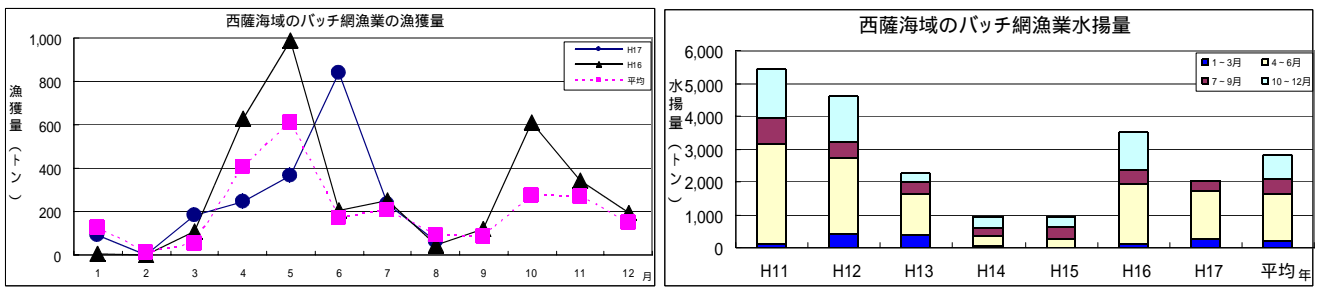 西薩海域のバッチ網漁業の漁獲量
漁獲量（トン）
1,000
800
600
400
200
0
H17
H16
平均
1 2 3 4 5 6 7 8 9 10 11 12 月
西薩海域のバッチ網漁業水揚量
水揚量（トン）
6,000
5,000
4,000
3,000
2,000
1,000
0
1－3月 4－6月
7－9月 10－12月
H11 H12 H13 H14 H15 H16 H17 平均 年